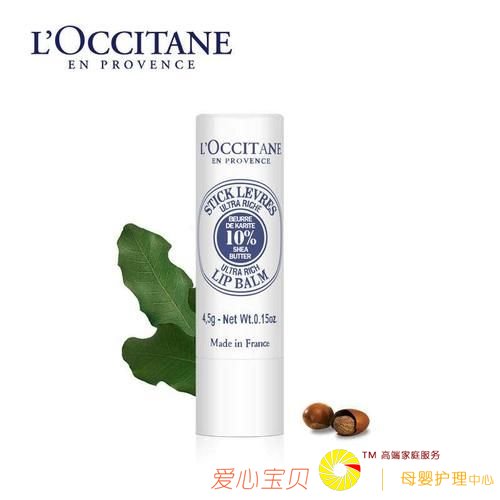 L'OCCITANE
EN PROVENCE
L'OCCITANE
EN PROVENCE
STICK LEVRES
ULTRA RICHE
BEURRE
DE KARITE
10%
SHEA
BUTTER
ULTRA RICH
LIP BALM
4,5g - Net Wt.0.15oz.
Made in France
爱心宝贝
TM 高端家庭服务
母婴护理中心